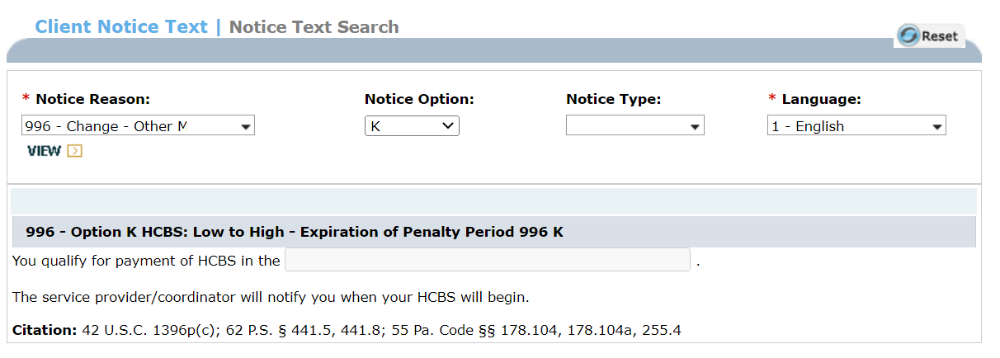 Client Notice Text | Notice Text Search
Reset
* Notice Reason:
Notice Option:
Notice Type:
* Language:
996 - Change - Other M
K
1 - English
VIEW
996 - Option K HCBS: Low to High - Expiration of Penalty Period 996 K
You qualify for payment of HCBS in the .
The service provider/coordinator will notify you when your HCBS will begin.
Citation: 42 U.S.C. 1396p(c); 62 P.S. § 441.5, 441.8; 55 Pa. Code §§ 178.104, 178.104a, 255.4